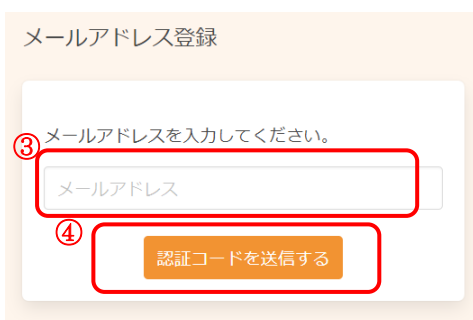 メールアドレス登録
メールアドレスを入力してください。
③
メールアドレス
④
認証コードを送信する